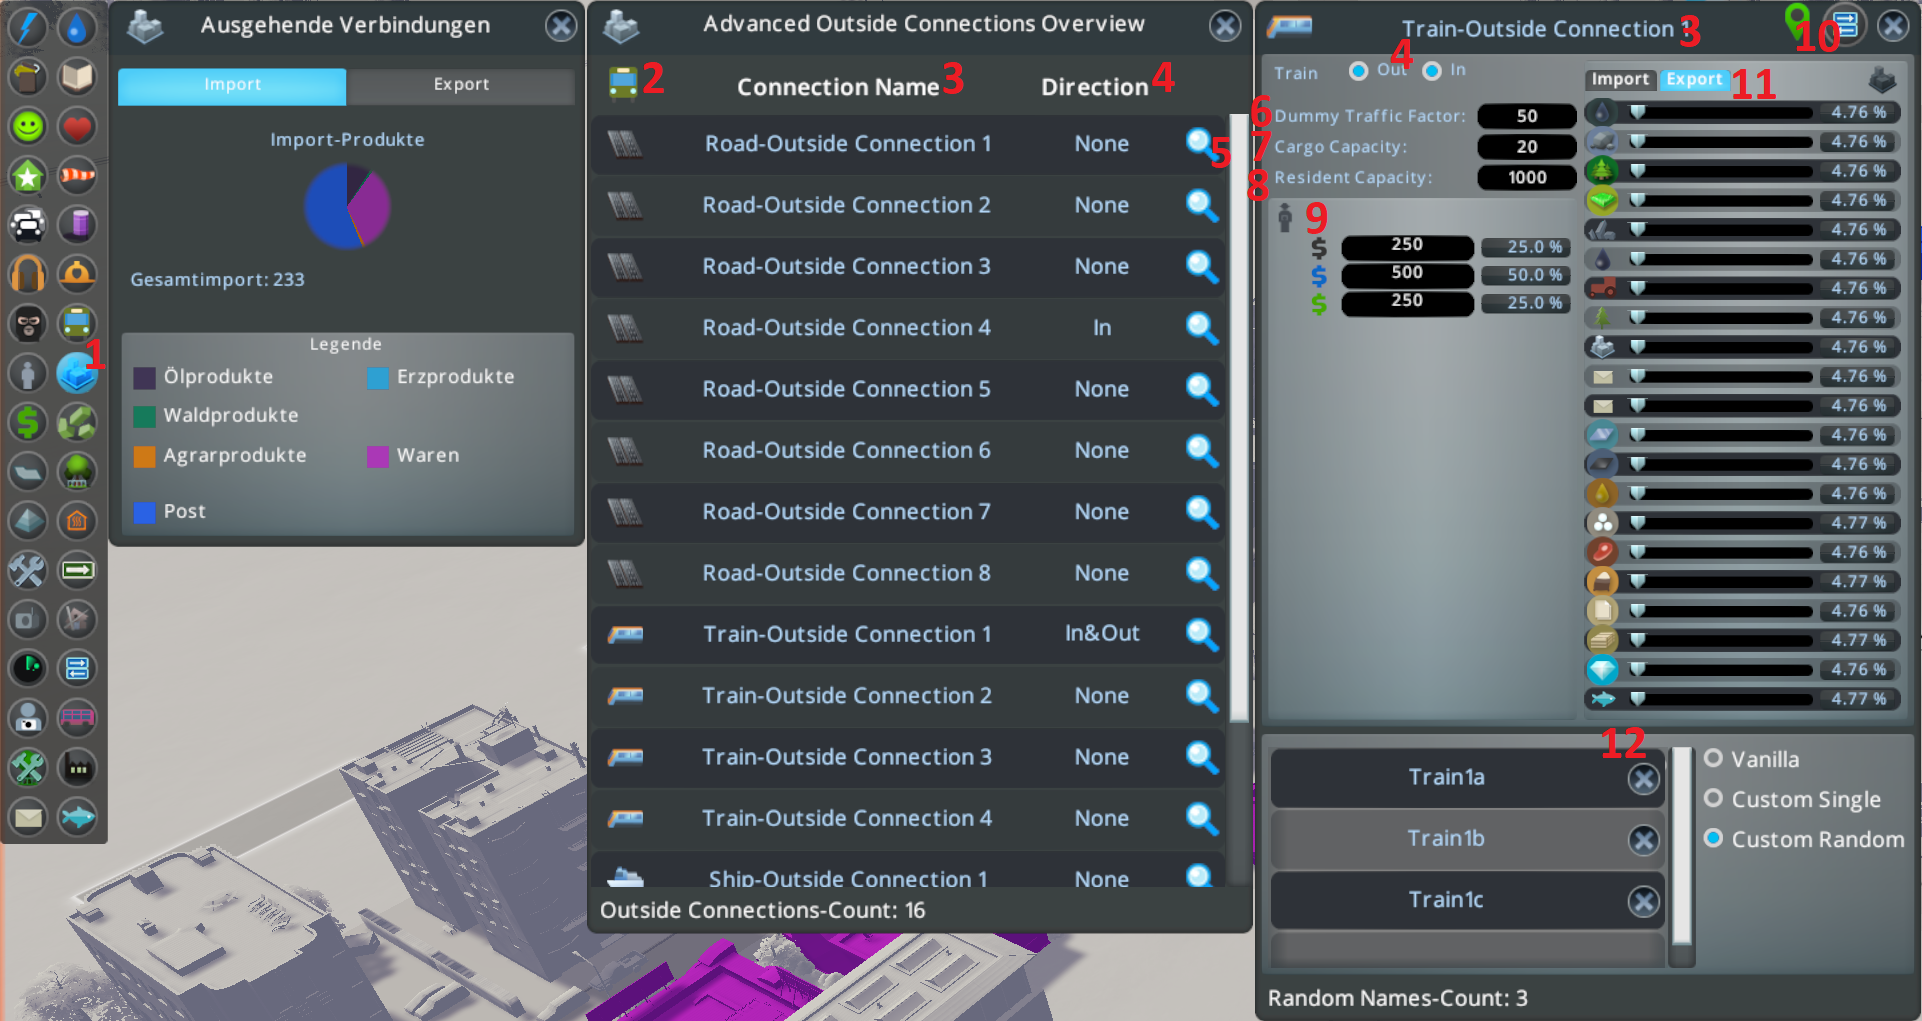 Ausgehende Verbindungen
Import
Export
Import-Produkte
Gesamtimport: 233
Legende
Ölprodukte
Erzprodukte
Waldprodukte
Agrarprodukte
Waren
Post
1
Advanced Outside Connections Overview
2
Connection Name 3
Direction 4
Road-Outside Connection 1 None 5
Road-Outside Connection 2 None
Road-Outside Connection 3 None
Road-Outside Connection 4 In
Road-Outside Connection 5 None
Road-Outside Connection 6 None
Road-Outside Connection 7 None
Road-Outside Connection 8 None
Train-Outside Connection 1 In&Out
Train-Outside Connection 2 None
Train-Outside Connection 3 None
Train-Outside Connection 4 None
Ship-Outside Connection 1 None
Outside Connections-Count: 16
Train-Outside Connection 1 3
10
Train Out In
4
6 Dummy Traffic Factor: 50
7 Cargo Capacity: 20
8 Resident Capacity: 1000
9
$ 250 25.0 %
$ 500 50.0 %
$ 250 25.0 %
Import Export 11
4.76 %
4.76 %
4.76 %
4.76 %
4.76 %
4.76 %
4.76 %
4.76 %
4.76 %
4.76 %
4.76 %
4.76 %
4.76 %
4.76 %
4.77 %
4.76 %
4.77 %
4.76 %
4.77 %
4.76 %
4.77 %
12
Train1a
Train1b
Train1c
Vanilla
Custom Single
Custom Random
Random Names-Count: 3